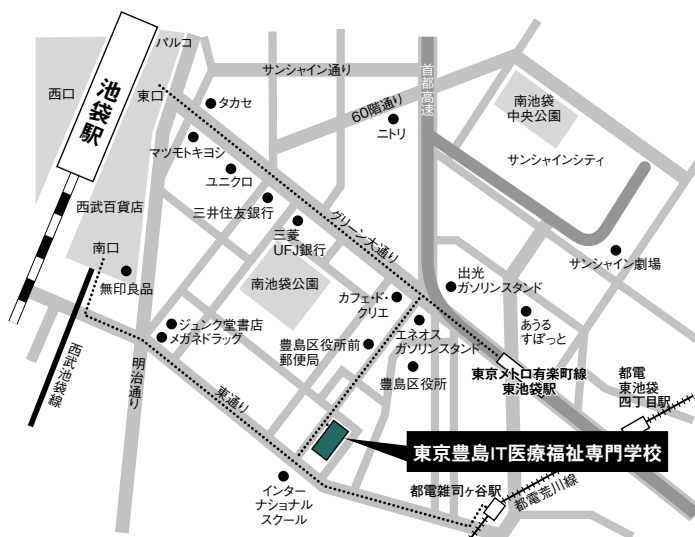 パルコ
西口
池袋駅
東口
サンシャイン通り
首都高速
タカセ
60階通り
ニトリ
南池袋
中央公園
サンシャインシティ
マツモトキヨシ
ユニクロ
三井住友銀行
西武百貨店
三菱
UFJ銀行
グリーン大通り
南口
無印良品
南池袋公園
サンシャイン劇場
出光
ガソリンスタンド
カフェ・ド・
クリエ
あうる
すぽっと
ジュンク堂書店
メガネドラッグ
エネオス
ガソリンスタンド
豊島区役所前
郵便局
豊島区役所
東京メトロ有楽町線
東池袋駅
都電
東池袋
四丁目駅
西武池袋線
明治通り
東通り
東京豊島IT医療福祉専門学校
インター
ナショナル
スクール
都電雑司ヶ谷駅
都電荒川線